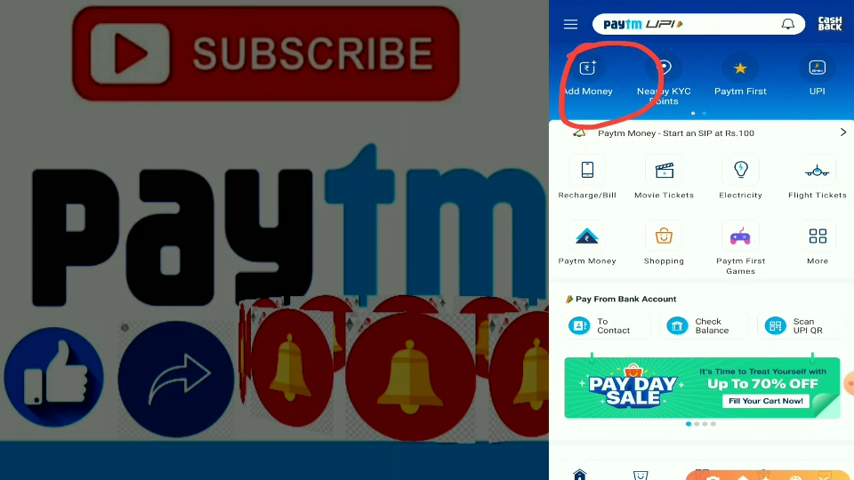 SUBSCRIBE
paytm
paytm UPI
CASH
BACK
Add Money
Nearby KYC
Points
Paytm First
UPI
Paytm Money - Start an SIP at Rs.100
Recharge/Bill
Movie Tickets
Electricity
Flight Tickets
Paytm Money
Shopping
Paytm First
Games
More
Pay From Bank Account
To
Contact
Check
Balance
Scan
UPI QR
PAY DAY
SALE
It's Time to Treat Yourself with
Up To 70% OFF
Fill Your Cart Now!